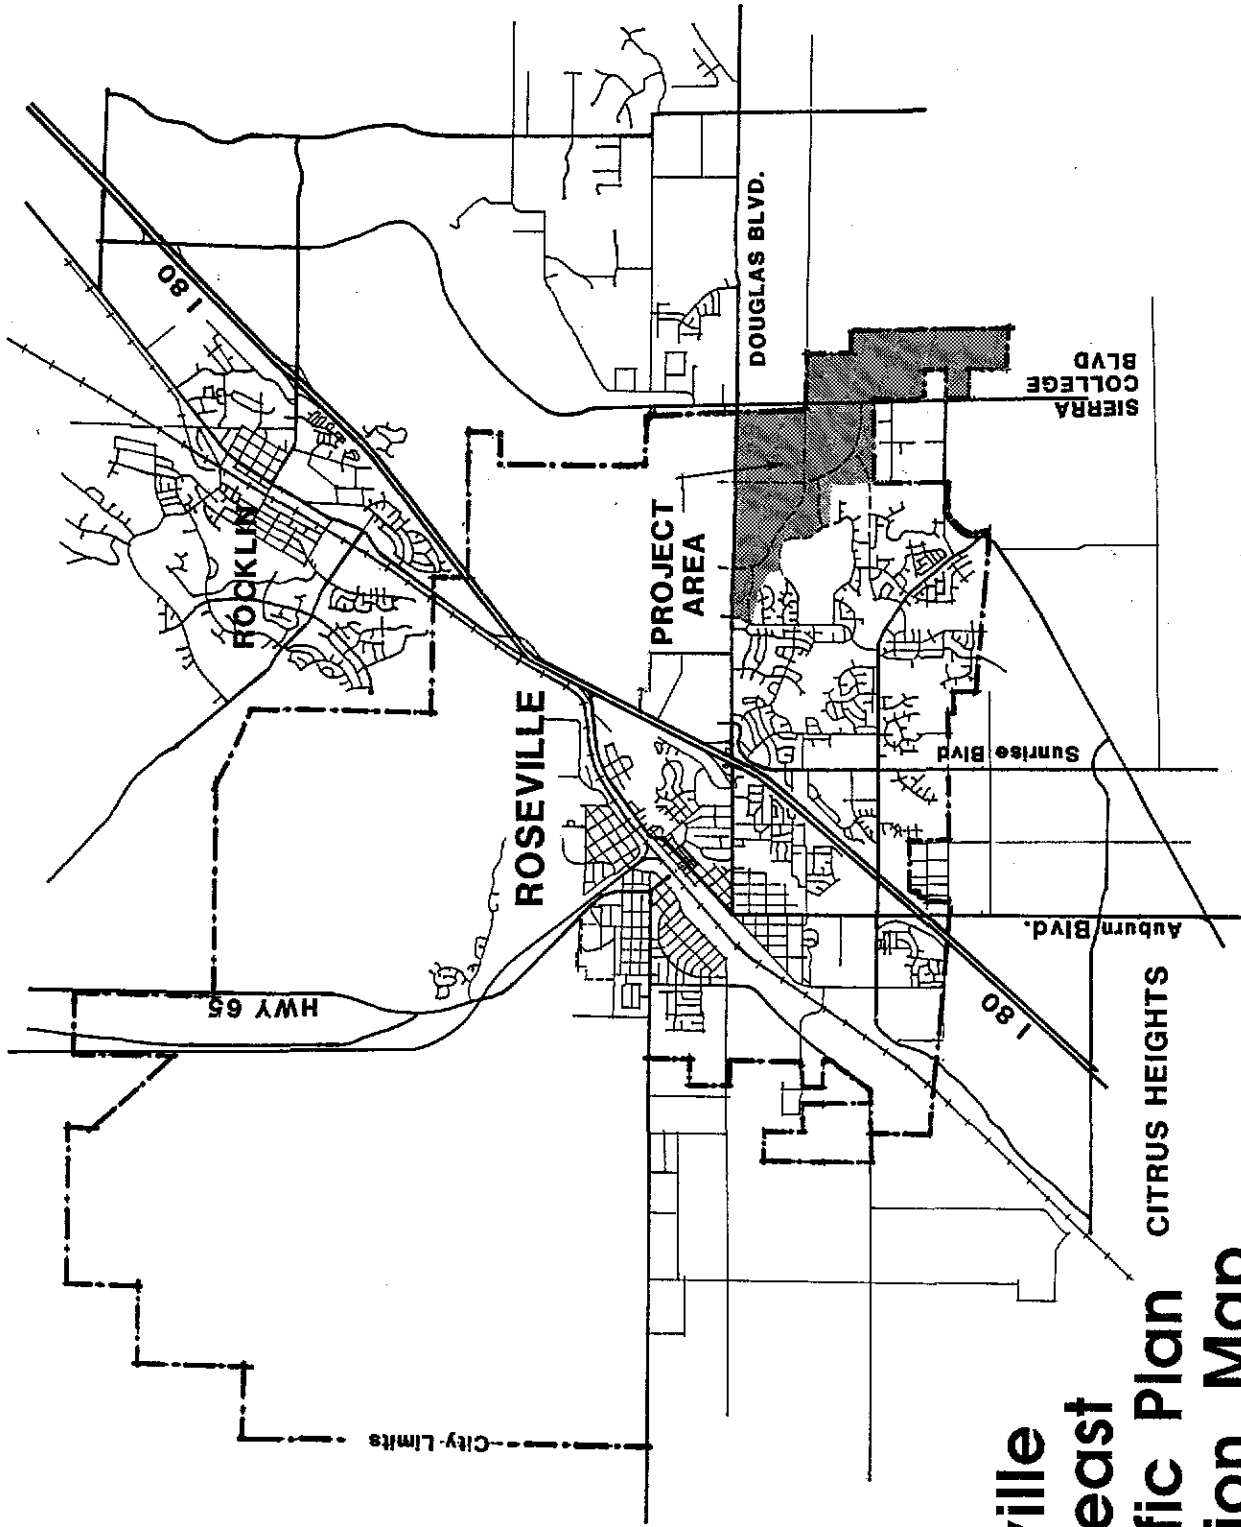 I 80
ROCKLIN
DOUGLAS BLVD.
SIERRA
COLLEGE
BLVD
PROJECT
AREA
ROSEVILLE
Sunrise Blvd
Auburn Blvd.
HWY 65
I 80
CITRUS HEIGHTS
City Limits
ville
east
fic Plan
ion Map